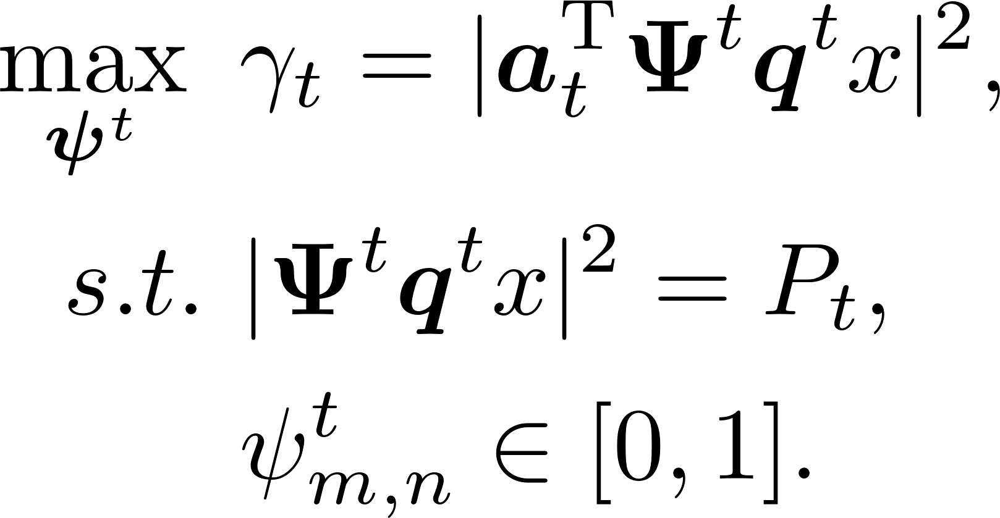 max_{𝝍^t} γ_t = |𝒂_t^T 𝚿^t 𝒒^t x|^2,
s.t. |𝚿^t 𝒒^t x|^2 = P_t,
ψ^t_{m,n} ∈ [0, 1].